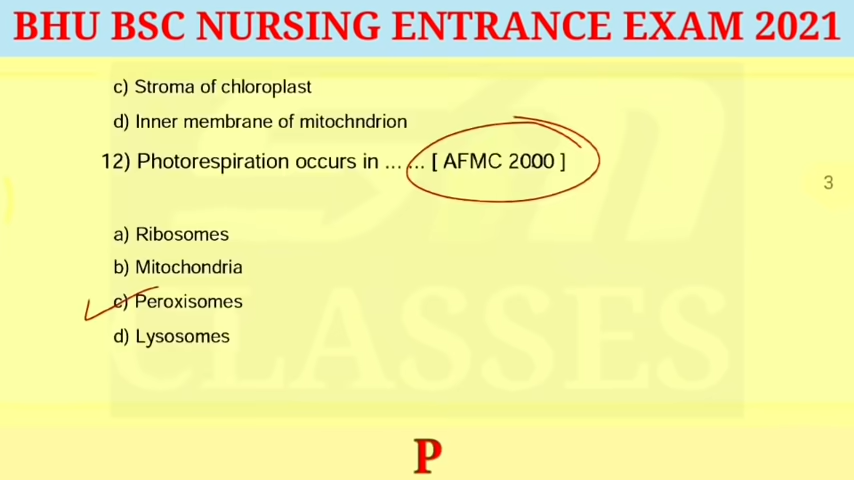 BHU BSC NURSING ENTRANCE EXAM 2021
c) Stroma of chloroplast
d) Inner membrane of mitochndrion
12) Photorespiration occurs in ... ... [ AFMC 2000 ]
3
a) Ribosomes
b) Mitochondria
c) Peroxisomes
d) Lysosomes
CLASSES
P